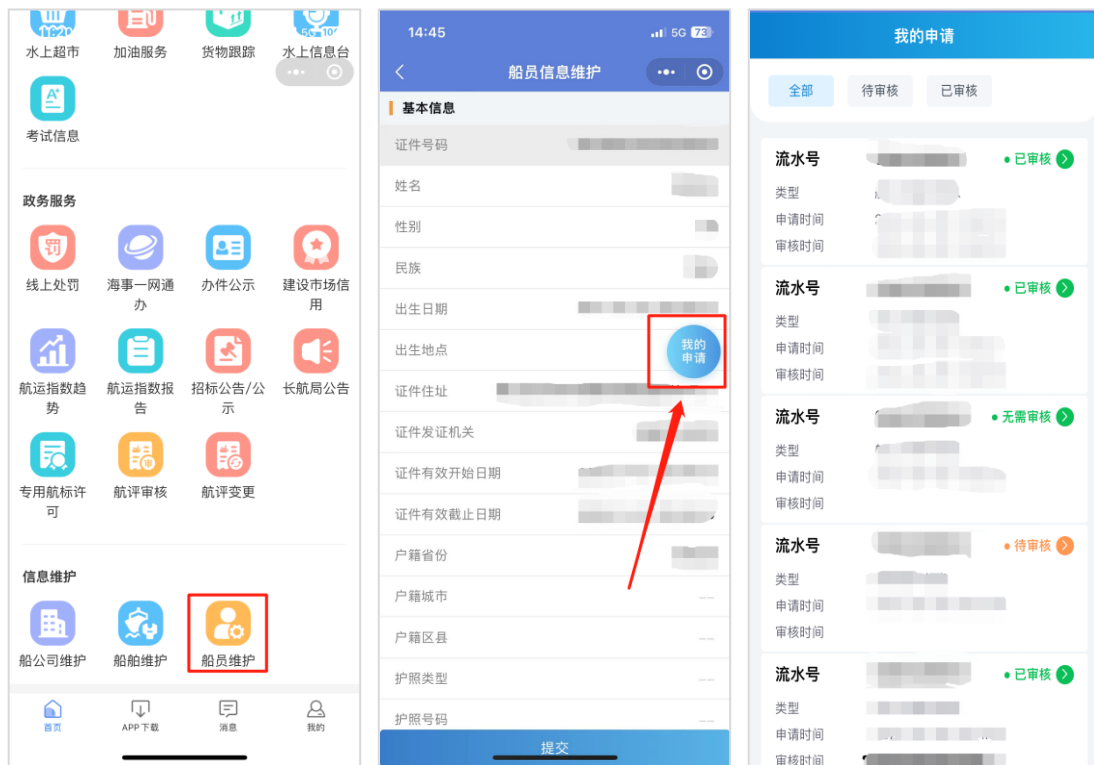 11:20
5G 100
水上超市 加油服务 货物跟踪 水上信息台
考试信息
政务服务
线上处罚 海事一网通办 办件公示 建设市场信用
航运指数趋势 航运指数报告 招标公告/公示 长航局公告
专用航标许可 航评审核 航评变更
信息维护
船公司维护 船舶维护 船员维护
首页 APP下载 消息 我的
14:45 5G 73
船员信息维护
基本信息
证件号码
姓名
性别
民族
出生日期
出生地点
我的
申请
证件住址
证件发证机关
证件有效开始日期
证件有效截止日期
户籍省份
户籍城市 --
户籍区县 --
护照类型 --
护照号码 --
提交
我的申请
全部 待审核 已审核
流水号 已审核
类型
申请时间
审核时间
流水号 已审核
类型
申请时间
审核时间
流水号 无需审核
类型
申请时间
审核时间
流水号 待审核
类型
申请时间
审核时间
流水号 已审核
类型
申请时间
审核时间